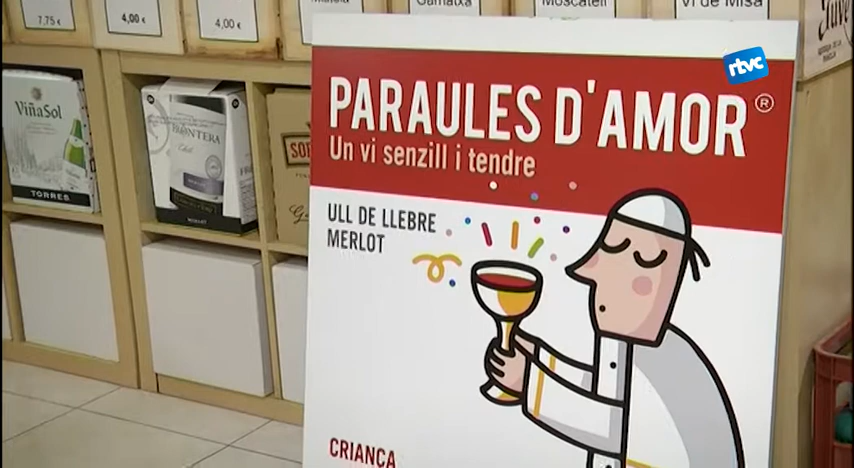 7,75 €
4,00 €
4,00 €
Garnatxa
Moscatell
Vi de Misa
rtvc
PARAULES D'AMOR®
Un vi senzill i tendre
ULL DE LLEBRE
MERLOT
CRIANÇA
ViñaSol
TORRES
FRONTERA